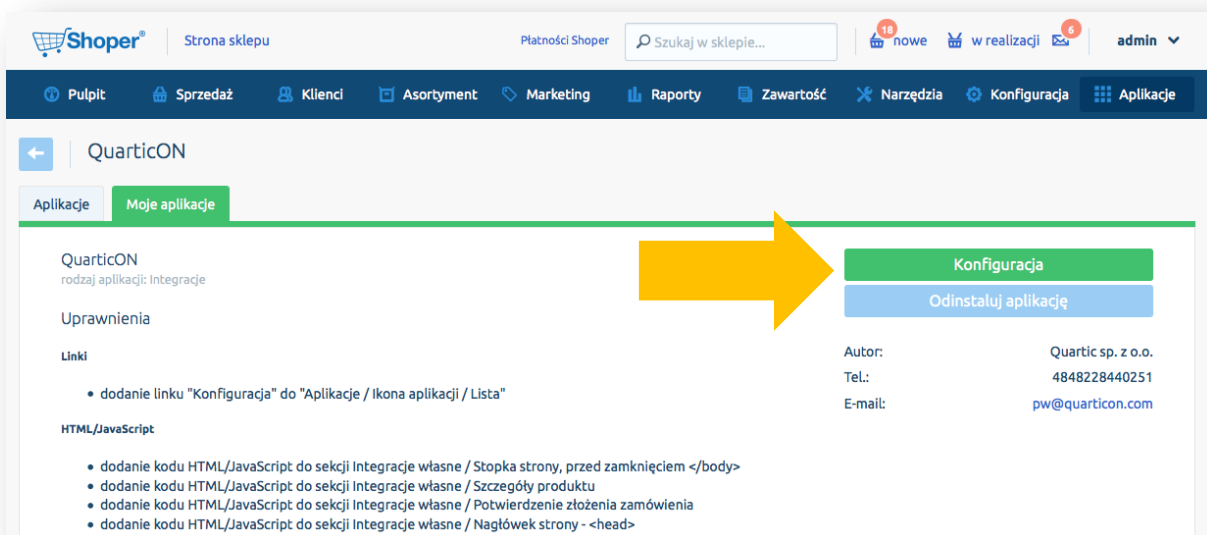 Shoper®
Strona sklepu
Płatności Shoper
Szukaj w sklepie...
18
nowe
w realizacji
6
admin
Pulpit
Sprzedaż
Klienci
Asortyment
Marketing
Raporty
Zawartość
Narzędzia
Konfiguracja
Aplikacje
QuarticON
Aplikacje
Moje aplikacje
QuarticON
rodzaj aplikacji: Integracje
Uprawnienia
Linki
• dodanie linku "Konfiguracja" do "Aplikacje / Ikona aplikacji / Lista"
HTML/JavaScript
• dodanie kodu HTML/JavaScript do sekcji Integracje własne / Stopka strony, przed zamknięciem </body>
• dodanie kodu HTML/JavaScript do sekcji Integracje własne / Szczegóły produktu
• dodanie kodu HTML/JavaScript do sekcji Integracje własne / Potwierdzenie złożenia zamówienia
• dodanie kodu HTML/JavaScript do sekcji Integracje własne / Nagłówek strony - <head>
Konfiguracja
Odinstaluj aplikację
Autor: Quartic sp. z o.o.
Tel.: 4848228440251
E-mail: pw@quarticon.com